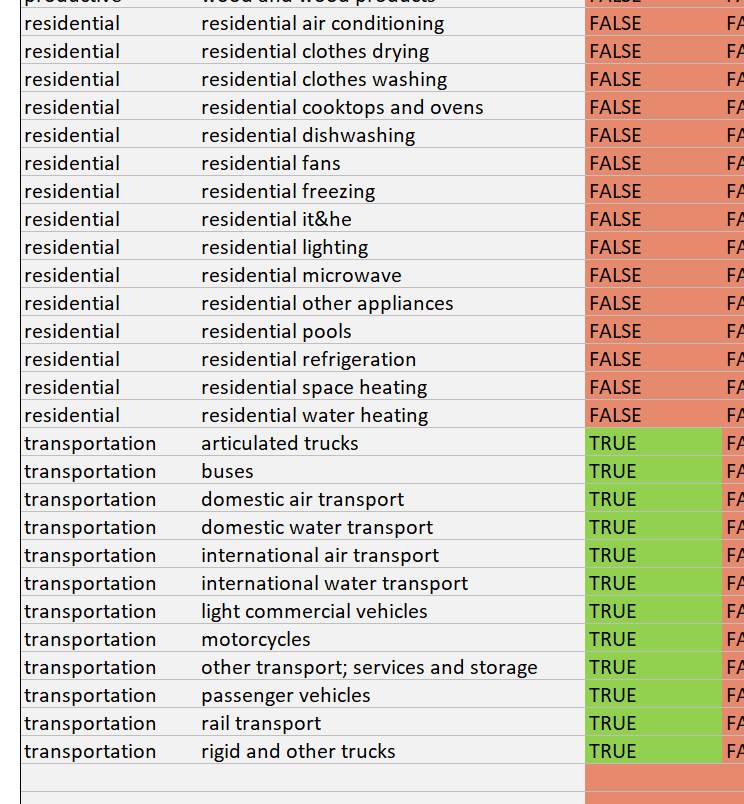 productive wood and wood products FALSE
residential residential air conditioning FALSE FA
residential residential clothes drying FALSE FA
residential residential clothes washing FALSE FA
residential residential cooktops and ovens FALSE FA
residential residential dishwashing FALSE FA
residential residential fans FALSE FA
residential residential freezing FALSE FA
residential residential it&he FALSE FA
residential residential lighting FALSE FA
residential residential microwave FALSE FA
residential residential other appliances FALSE FA
residential residential pools FALSE FA
residential residential refrigeration FALSE FA
residential residential space heating FALSE FA
residential residential water heating FALSE FA
transportation articulated trucks TRUE FA
transportation buses TRUE FA
transportation domestic air transport TRUE FA
transportation domestic water transport TRUE FA
transportation international air transport TRUE FA
transportation international water transport TRUE FA
transportation light commercial vehicles TRUE FA
transportation motorcycles TRUE FA
transportation other transport; services and storage TRUE FA
transportation passenger vehicles TRUE FA
transportation rail transport TRUE FA
transportation rigid and other trucks TRUE FA